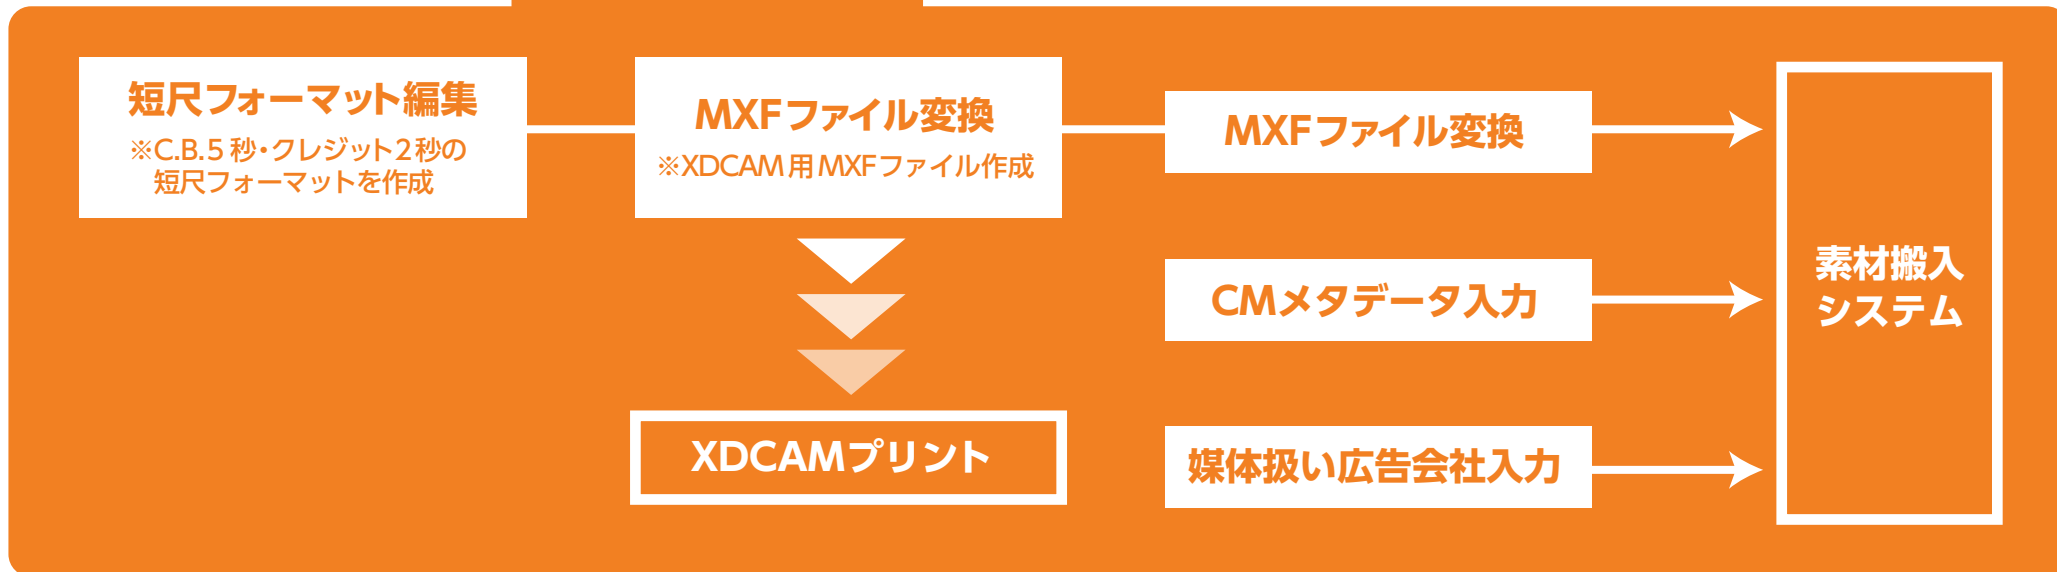 短尺フォーマット編集
※C.B.5秒・クレジット2秒の
短尺フォーマットを作成
MXFファイル変換
※XDCAM用MXFファイル作成
XDCAMプリント
MXFファイル変換
CMメタデータ入力
媒体扱い広告会社入力
素材搬入
システム